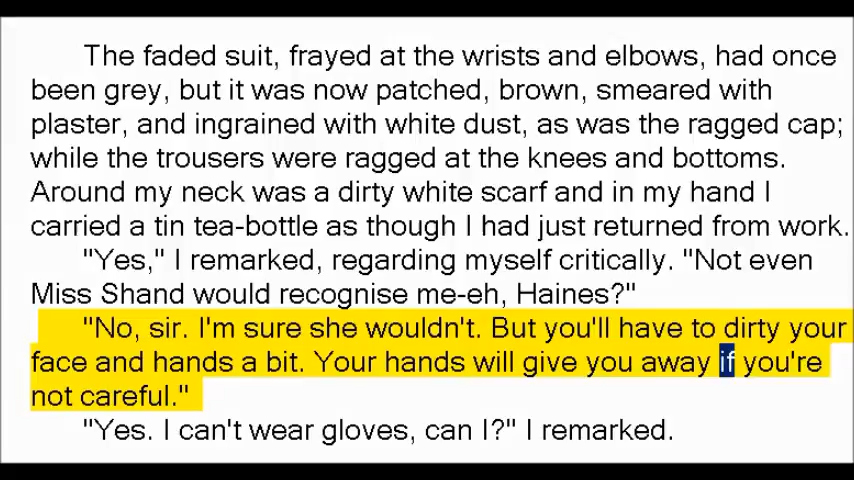 The faded suit, frayed at the wrists and elbows, had once
been grey, but it was now patched, brown, smeared with
plaster, and ingrained with white dust, as was the ragged cap;
while the trousers were ragged at the knees and bottoms.
Around my neck was a dirty white scarf and in my hand I
carried a tin tea-bottle as though I had just returned from work.
"Yes," I remarked, regarding myself critically. "Not even
Miss Shand would recognise me-eh, Haines?"
"No, sir. I'm sure she wouldn't. But you'll have to dirty your
face and hands a bit. Your hands will give you away if you're
not careful."
"Yes. I can't wear gloves, can I?" I remarked.